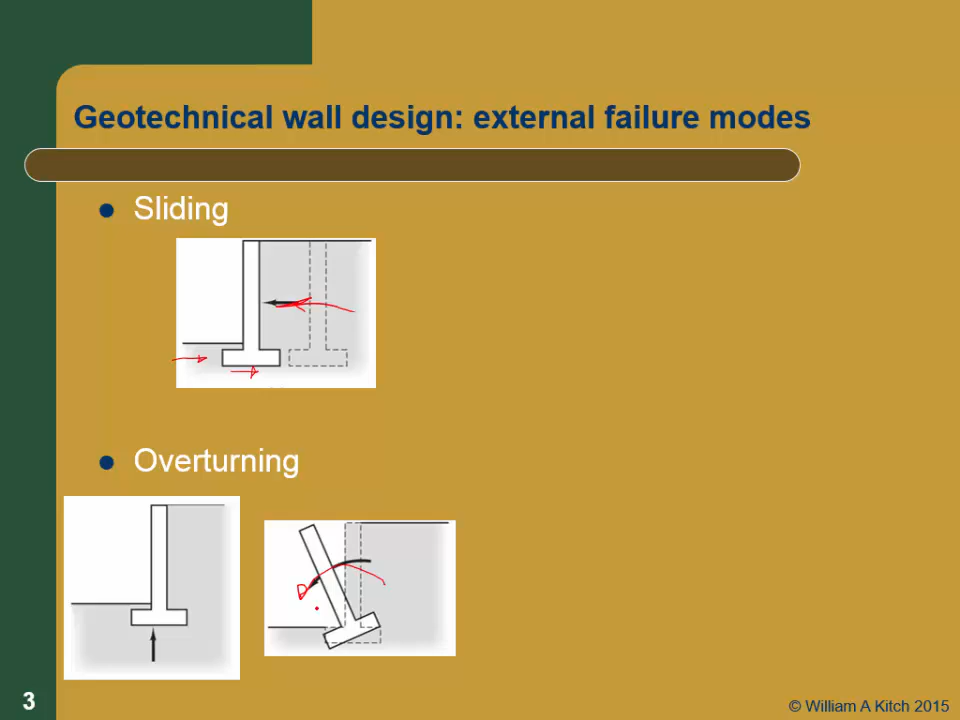 Geotechnical wall design: external failure modes
Sliding
Overturning
3
© William A Kitch 2015